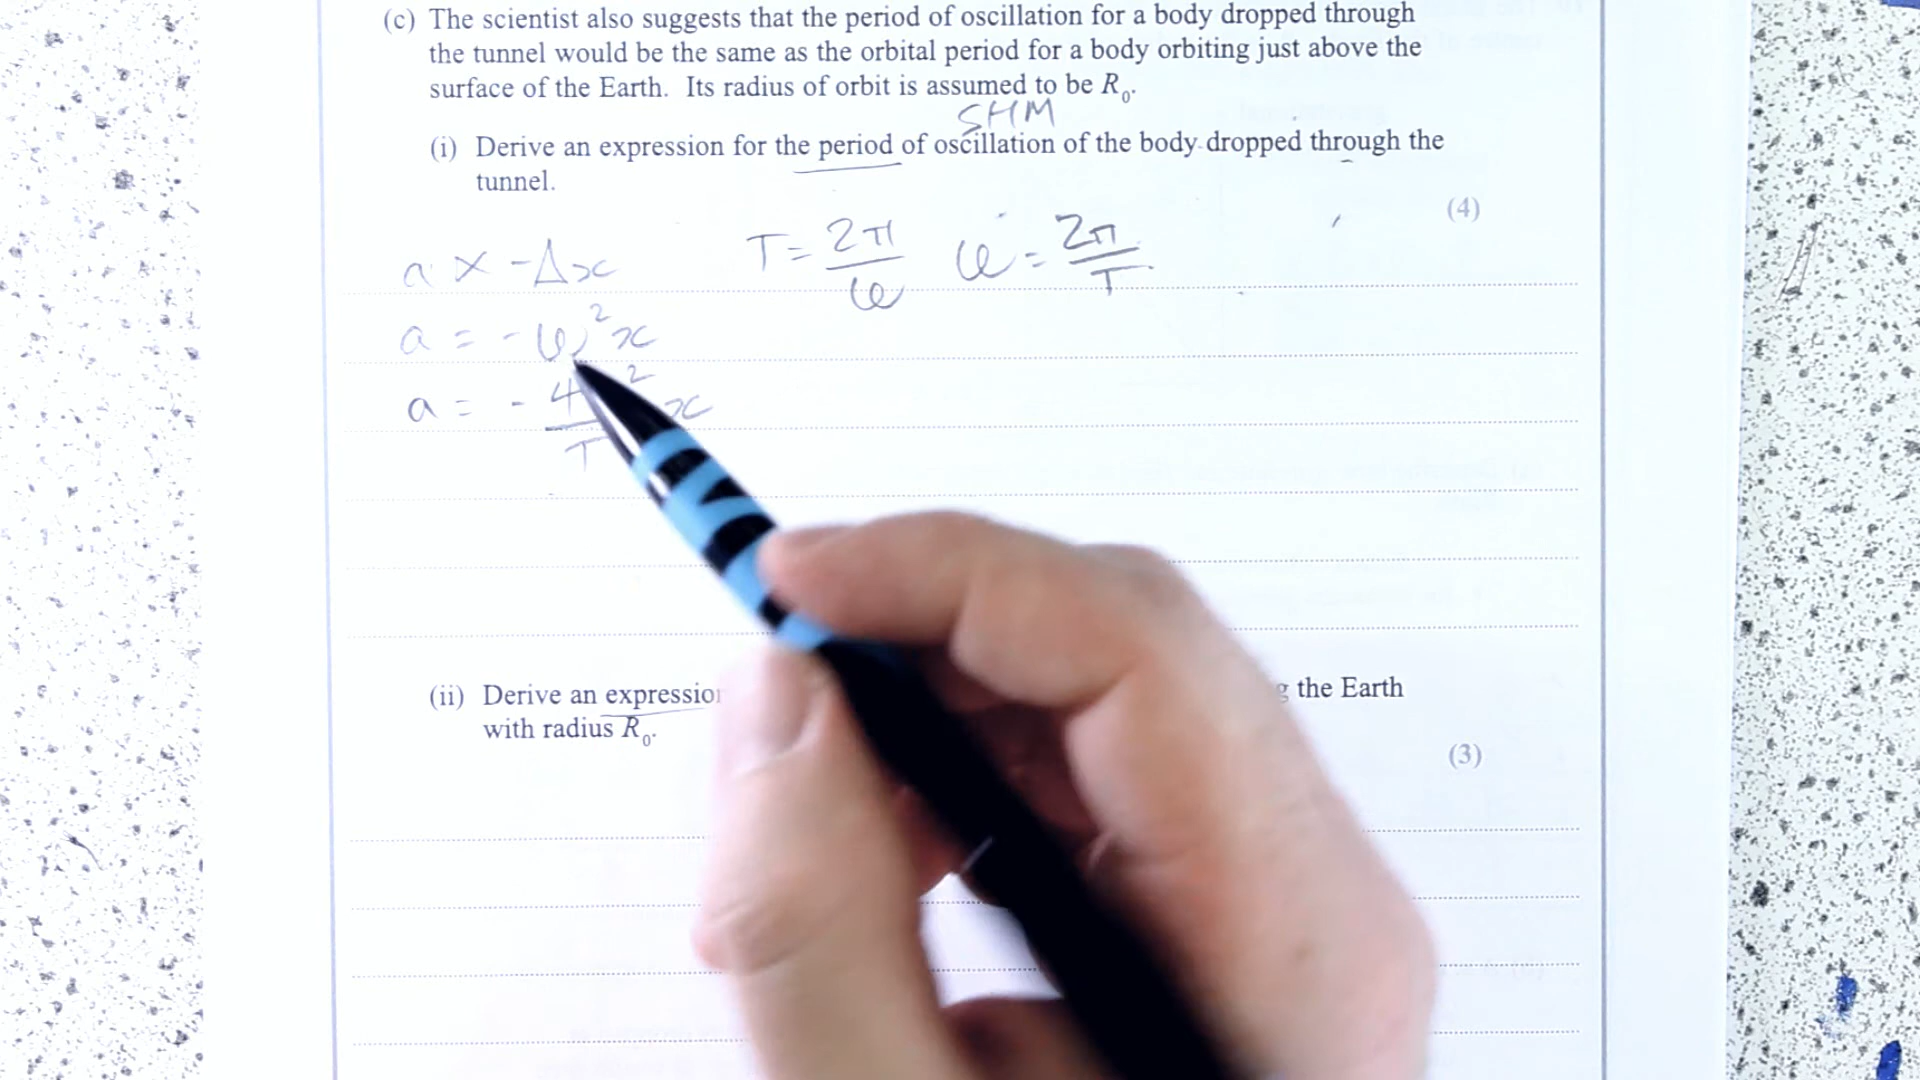 (c) The scientist also suggests that the period of oscillation for a body dropped through
the tunnel would be the same as the orbital period for a body orbiting just above the
surface of the Earth. Its radius of orbit is assumed to be R₀.
SHM
(i) Derive an expression for the period of oscillation of the body dropped through the
tunnel.
(4)
a ∝ -Δx T = 2π/ω ω = 2π/T
a = -ω²x
a = - 4 ² x
T
(ii) Derive an expression the Earth
with radius R₀.
(3)